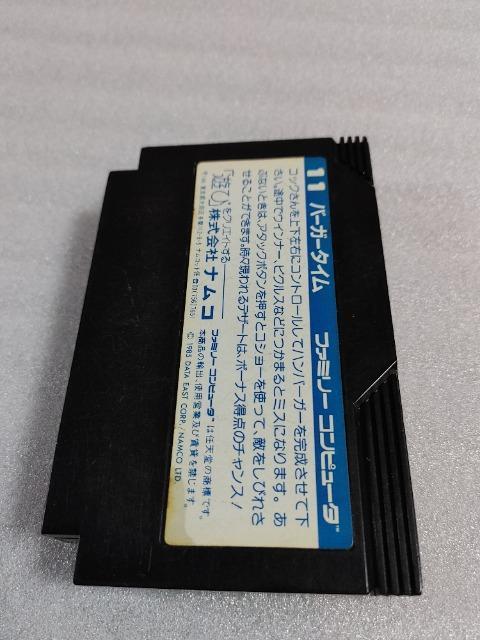 11 バーガータイム ファミリー コンピュータ™
コックさんを上下左右にコントロールしてハンバーガーを完成させて下
さい。途中でウインナー、ピクルスなどにつかまるとミスになります。あ
ぶないときは、アタックボタンを押すとコショーを使って、敵をしびれさ
せることができます。時々現われるデザートは、ボーナス得点のチャンス!
「遊び」をクリエイトする
株式会社 ナムコ
ファミリー コンピュータ™は任天堂の商標です。
本商品の輸出、使用営業及び賃貸を禁じます。
© 1985 DATA EAST CORP./NAMCO LTD.